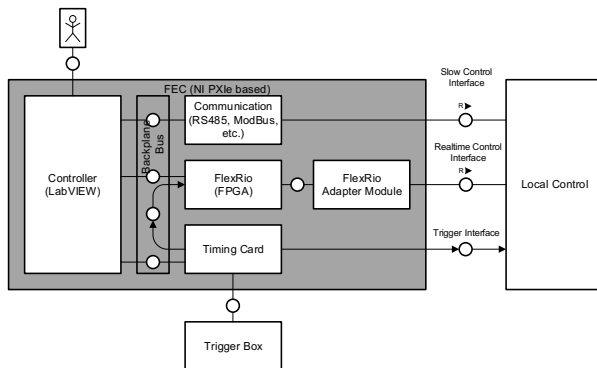 FEC (NI PXIe based)
Controller
(LabVIEW)
Backplane
Bus
Communication
(RS485, ModBus,
etc.)
FlexRio
(FPGA)
FlexRio
Adapter Module
Timing Card
Trigger Box
Slow Control
Interface
R
Realtime Control
Interface
R
Trigger Interface
Local Control